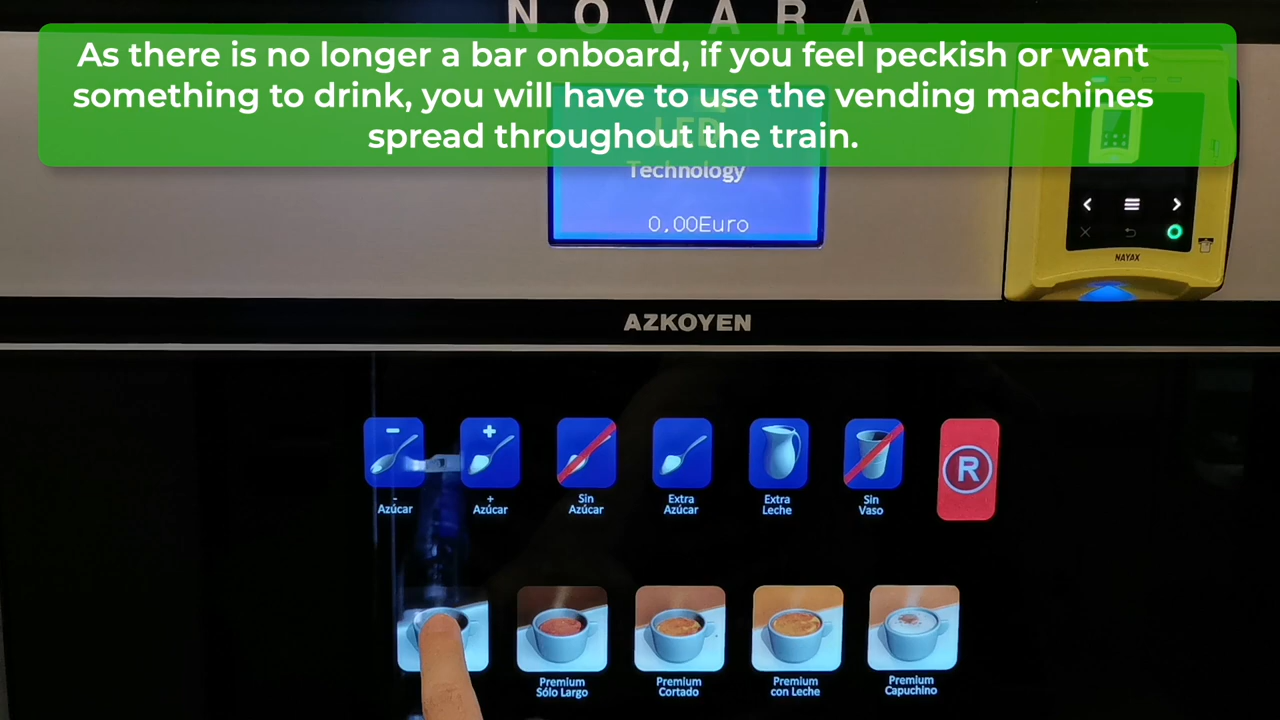 NOVARA
As there is no longer a bar onboard, if you feel peckish or want
something to drink, you will have to use the vending machines
spread throughout the train.
LED
Technology
0,00Euro
NAYAX
AZKOYEN
-
Azúcar
+
Azúcar
Sin
Azúcar
Extra
Azúcar
Extra
Leche
Sin
Vaso
R
Premium
Sólo Largo
Premium
Cortado
Premium
con Leche
Premium
Capuchino